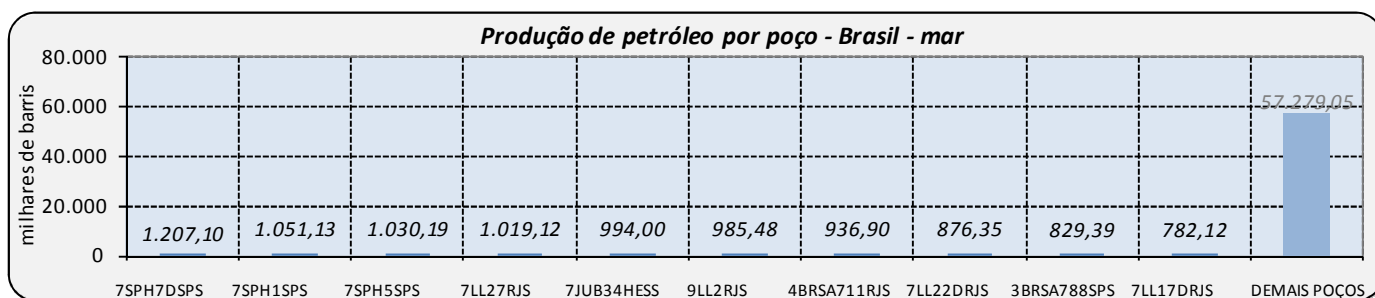 Produção de petróleo por poço - Brasil - mar
milhares de barris
80.000
60.000
40.000
20.000
0
1.207,10 1.051,13 1.030,19 1.019,12 994,00 985,48 936,90 876,35 829,39 782,12 57.279,05
7SPH7DSPS 7SPH1SPS 7SPH5SPS 7LL27RJS 7JUB34HESS 9LL2RJS 4BRSA711RJS 7LL22DRJS 3BRSA788SPS 7LL17DRJS DEMAIS POÇOS